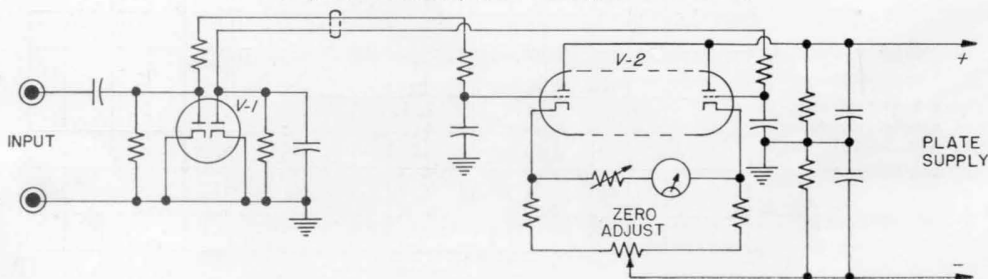 INPUT
V-1
V-2
ZERO
ADJUST
+
PLATE
SUPPLY
-